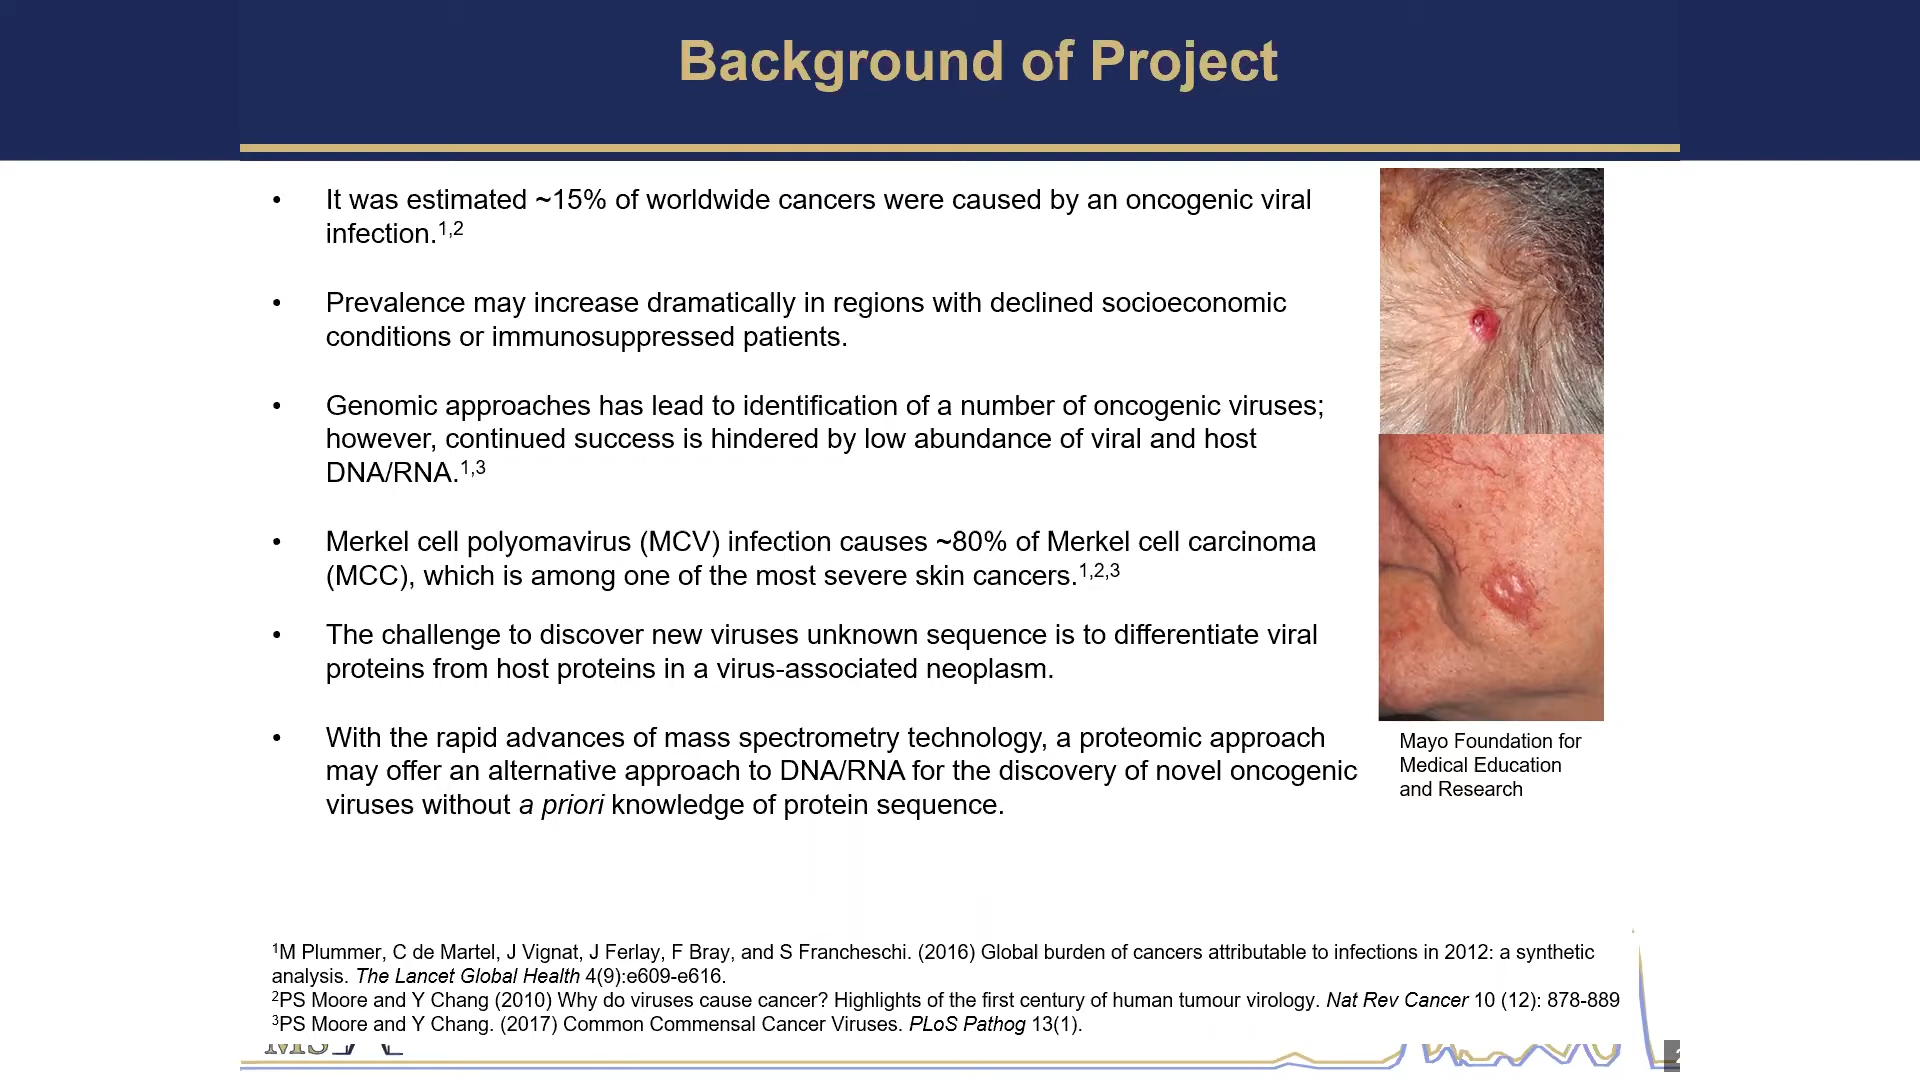 Background of Project
• It was estimated ~15% of worldwide cancers were caused by an oncogenic viral
infection.1,2
• Prevalence may increase dramatically in regions with declined socioeconomic
conditions or immunosuppressed patients.
• Genomic approaches has lead to identification of a number of oncogenic viruses;
however, continued success is hindered by low abundance of viral and host
DNA/RNA.1,3
• Merkel cell polyomavirus (MCV) infection causes ~80% of Merkel cell carcinoma
(MCC), which is among one of the most severe skin cancers.1,2,3
• The challenge to discover new viruses unknown sequence is to differentiate viral
proteins from host proteins in a virus-associated neoplasm.
• With the rapid advances of mass spectrometry technology, a proteomic approach
may offer an alternative approach to DNA/RNA for the discovery of novel oncogenic
viruses without a priori knowledge of protein sequence.
Mayo Foundation for
Medical Education
and Research
1M Plummer, C de Martel, J Vignat, J Ferlay, F Bray, and S Francheschi. (2016) Global burden of cancers attributable to infections in 2012: a synthetic
analysis. The Lancet Global Health 4(9):e609-e616.
2PS Moore and Y Chang (2010) Why do viruses cause cancer? Highlights of the first century of human tumour virology. Nat Rev Cancer 10 (12): 878-889
3PS Moore and Y Chang. (2017) Common Commensal Cancer Viruses. PLoS Pathog 13(1).